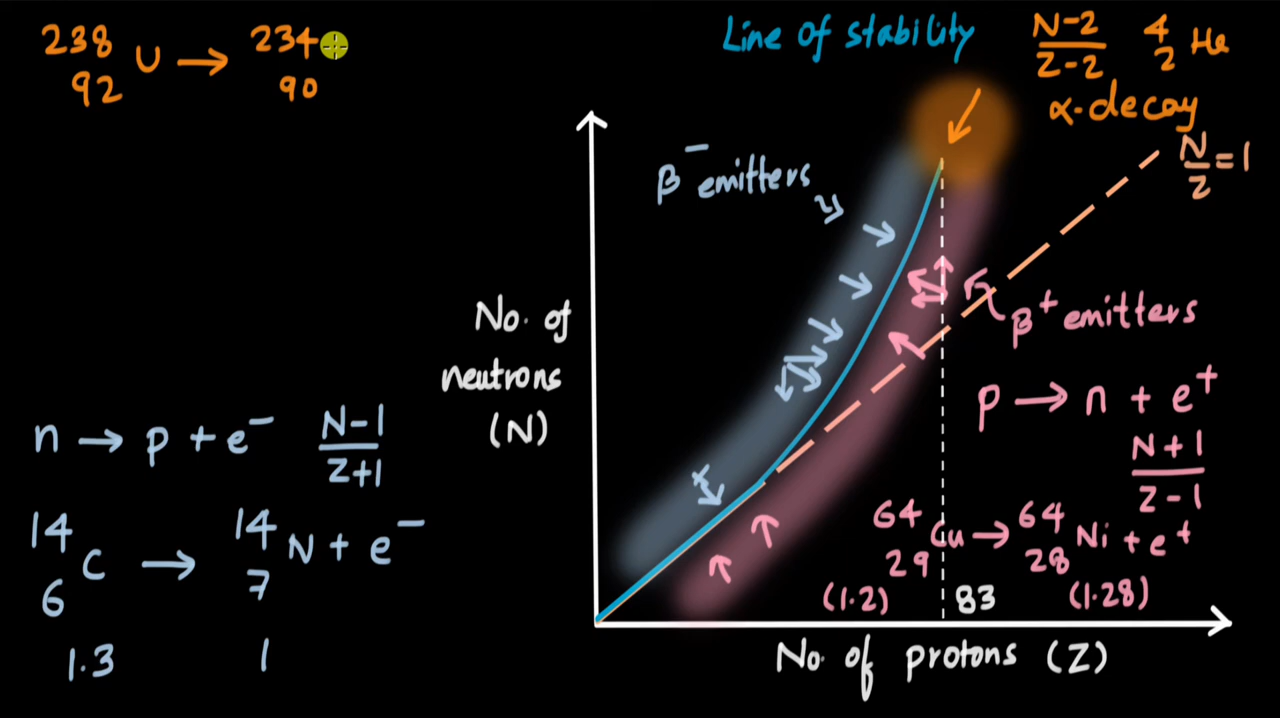 238
92 U → 234
90
Line of stability
N-2
Z-2
4
2 He
α-decay
N
Z = 1
β⁻ emitters
No. of
neutrons
(N)
β⁺ emitters
p → n + e⁺
N+1
Z-1
n → p + e⁻
N-1
Z+1
14
6 C → 14
7 N + e⁻
1.3
1
64
29 Cu → 64
28 Ni + e⁺
(1.2)
83
(1.28)
No. of protons (Z)